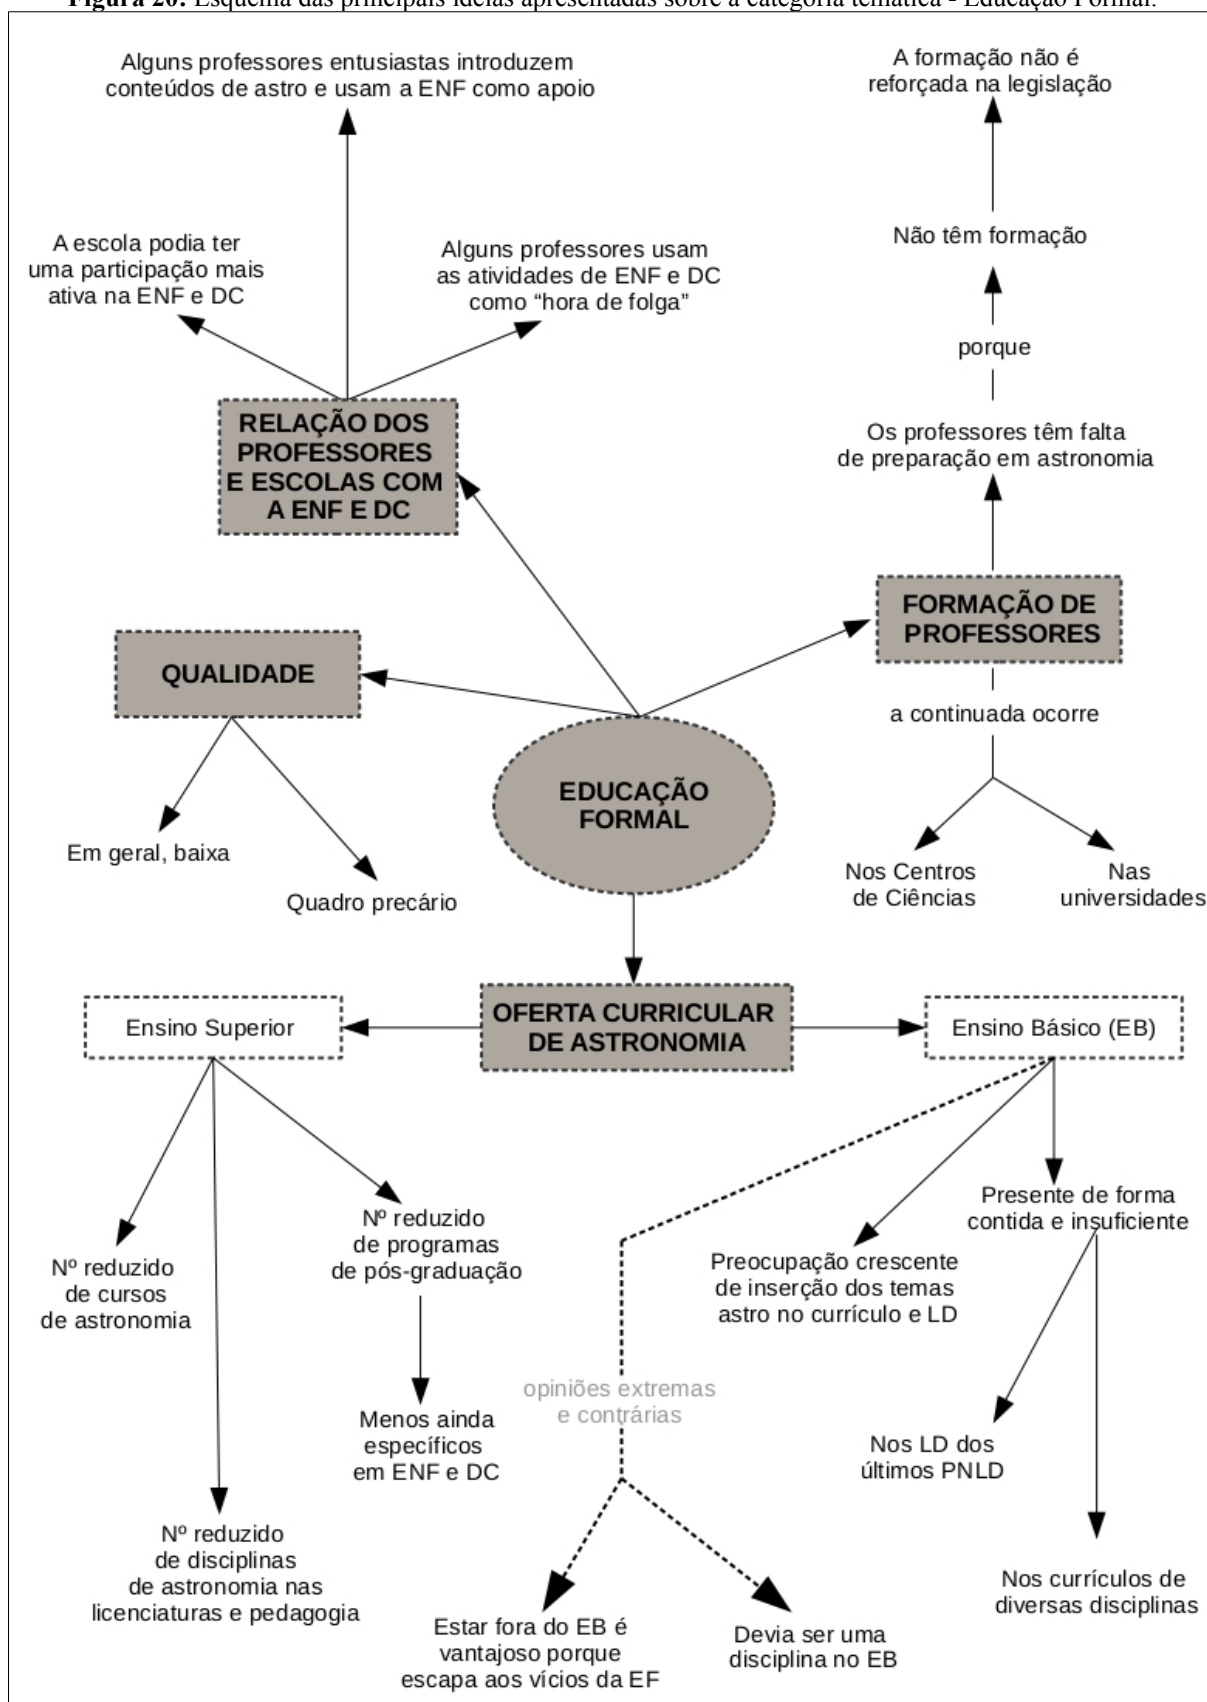 Figura 20: Esquema das principais ideias apresentadas sobre a categoria temática - Educação Formal.
Alguns professores entusiastas introduzem
conteúdos de astro e usam a ENF como apoio
A formação não é
reforçada na legislação
A escola podia ter
uma participação mais
ativa na ENF e DC
Alguns professores usam
as atividades de ENF e DC
como “hora de folga”
Não têm formação
porque
Os professores têm falta
de preparação em astronomia
RELAÇÃO DOS
PROFESSORES
E ESCOLAS COM
A ENF E DC
FORMAÇÃO DE
PROFESSORES
QUALIDADE
a continuada ocorre
EDUCAÇÃO
FORMAL
Em geral, baixa
Quadro precário
Nos Centros
de Ciências
Nas
universidades
OFERTA CURRICULAR
DE ASTRONOMIA
Ensino Superior
Ensino Básico (EB)
Nº reduzido
de cursos
de astronomia
Nº reduzido
de programas
de pós-graduação
Menos ainda
específicos
em ENF e DC
Nº reduzido
de disciplinas
de astronomia nas
licenciaturas e pedagogia
Presente de forma
contida e insuficiente
Preocupação crescente
de inserção dos temas
astro no currículo e LD
opiniões extremas
e contrárias
Nos LD dos
últimos PNLD
Nos currículos de
diversas disciplinas
Estar fora do EB é
vantajoso porque
escapa aos vícios da EF
Devia ser uma
disciplina no EB